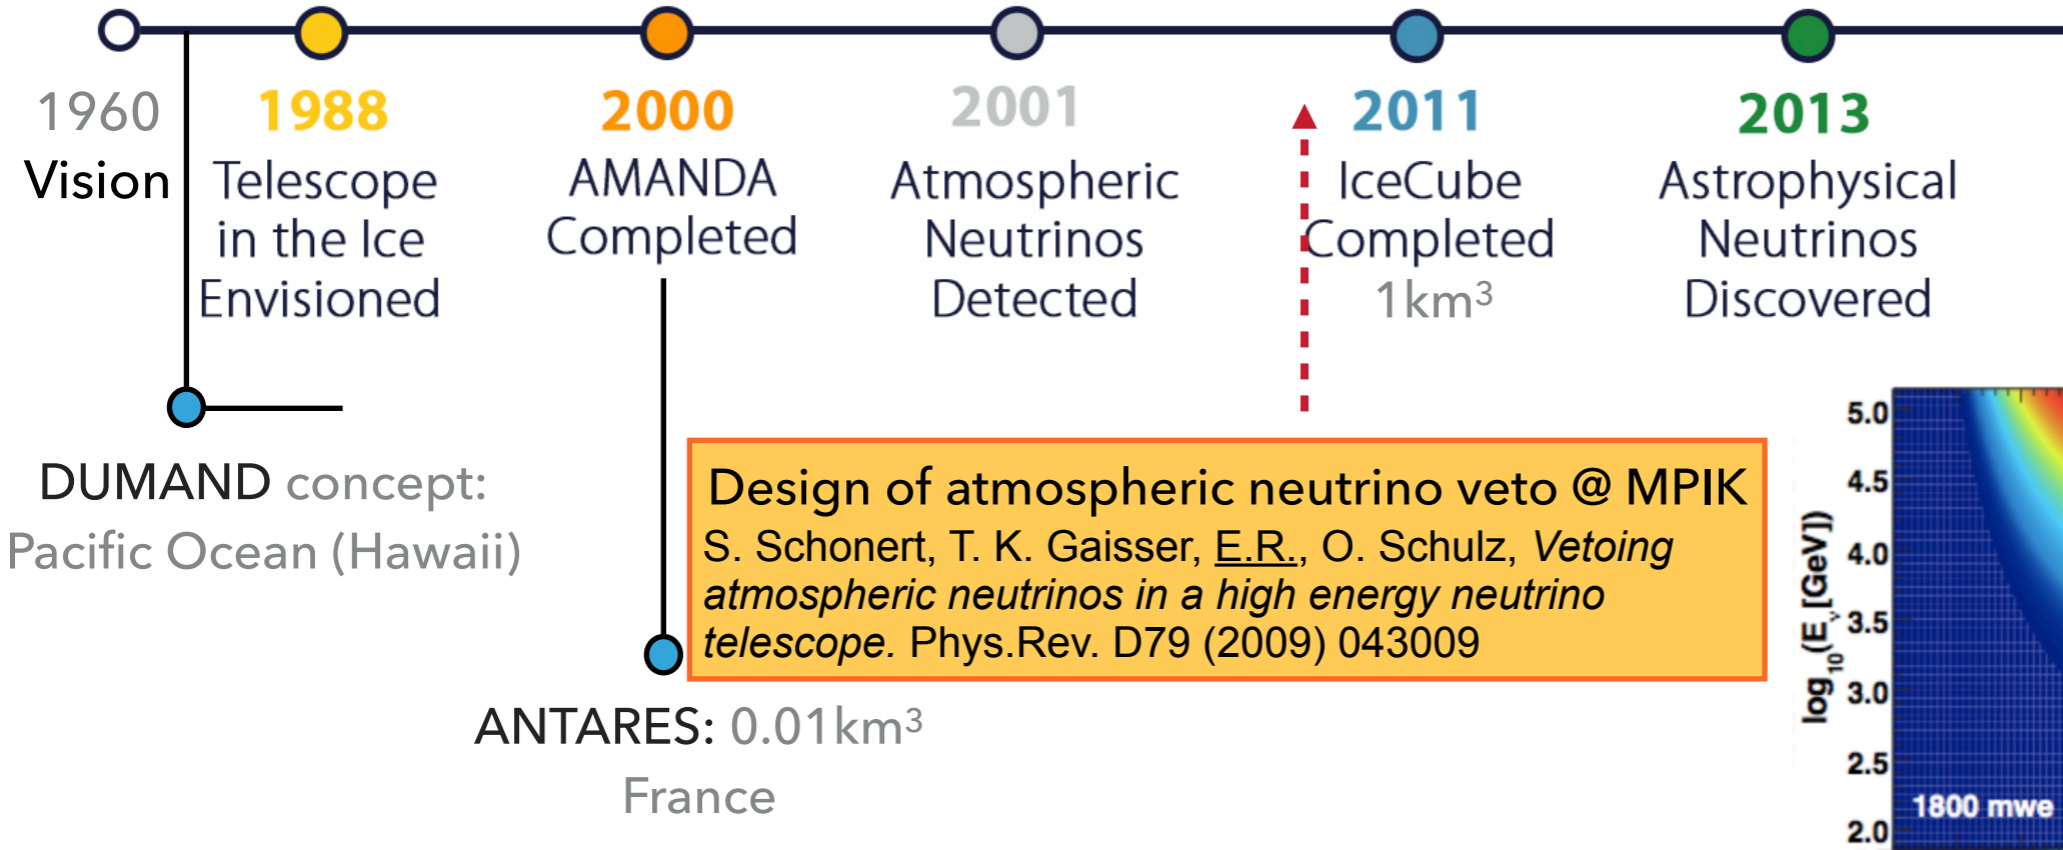 1960
Vision
1988
Telescope
in the Ice
Envisioned
2000
AMANDA
Completed
2001
Atmospheric
Neutrinos
Detected
2011
IceCube
Completed
1km³
2013
Astrophysical
Neutrinos
Discovered
DUMAND concept:
Pacific Ocean (Hawaii)
Design of atmospheric neutrino veto @ MPIK
S. Schonert, T. K. Gaisser, E.R., O. Schulz, Vetoing
atmospheric neutrinos in a high energy neutrino
telescope. Phys.Rev. D79 (2009) 043009
ANTARES: 0.01km³
France
log₁₀(Eᵥ [GeV])
5.0
4.5
4.0
3.5
3.0
2.5
2.0
1800 mwe